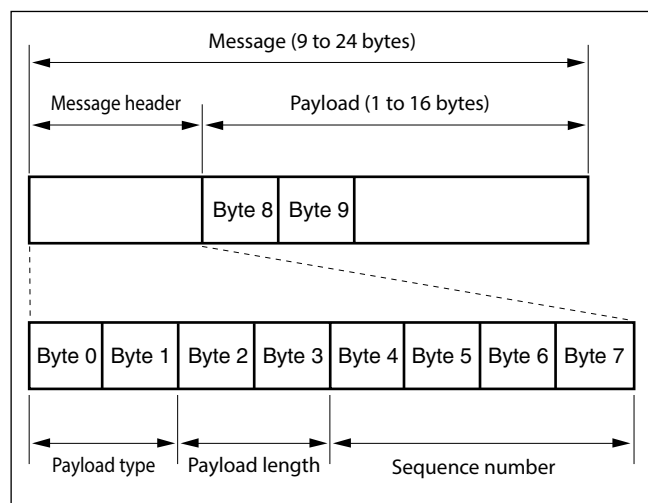 Message (9 to 24 bytes)
Message header Payload (1 to 16 bytes)
Byte 8 Byte 9
Byte 0 Byte 1 Byte 2 Byte 3 Byte 4 Byte 5 Byte 6 Byte 7
Payload type Payload length Sequence number